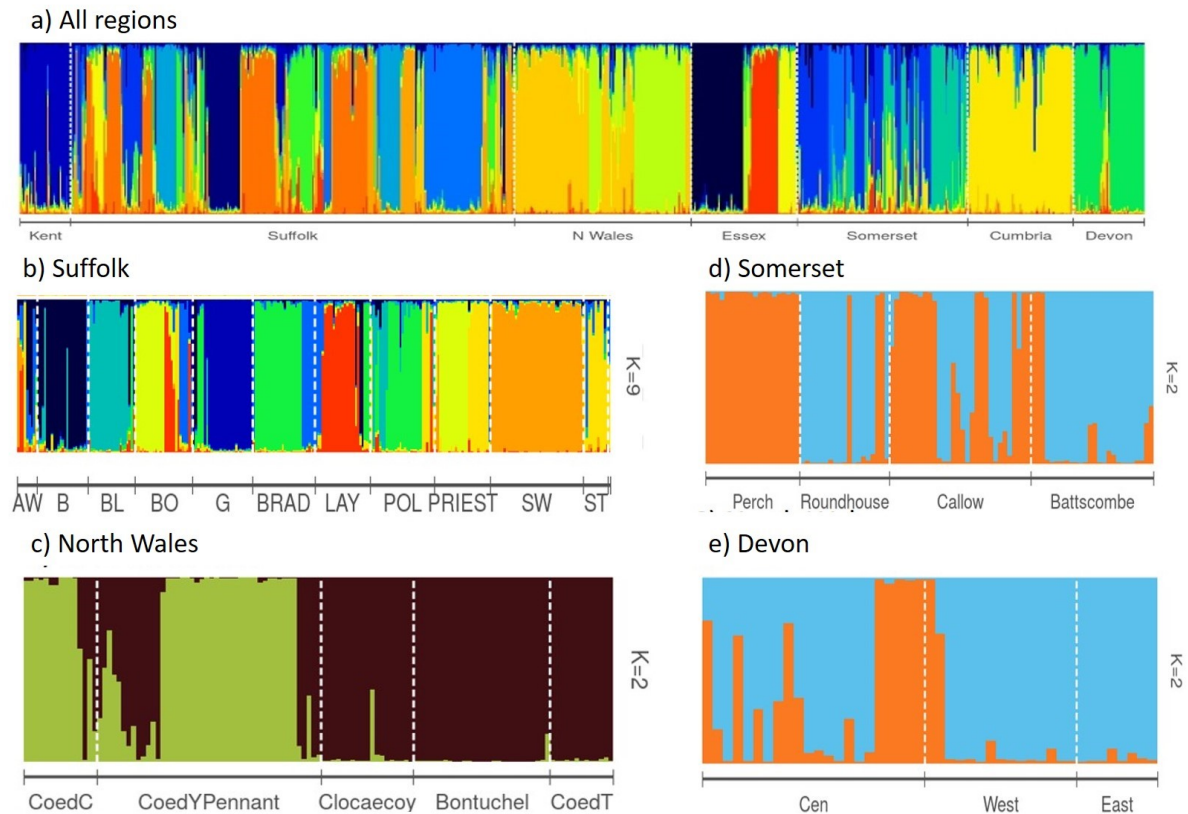 a) All regions
Kent Suffolk N Wales Essex Somerset Cumbria Devon
b) Suffolk
K=9
AW B BL BO G BRAD LAY POL PRIEST SW ST
d) Somerset
K=2
Perch Roundhouse Callow Battscombe
c) North Wales
K=2
CoedC CoedYPennant Clocaecoy Bontuchel CoedT
e) Devon
K=2
Cen West East